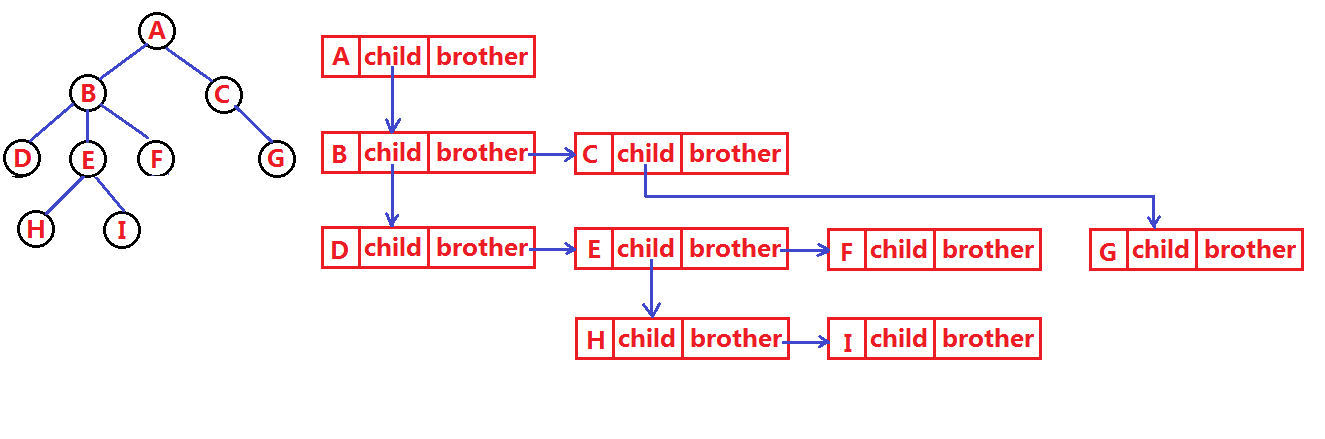 A
B
C
D
E
F
G
H
I
A child brother
B child brother
C child brother
D child brother
E child brother
F child brother
G child brother
H child brother
I child brother